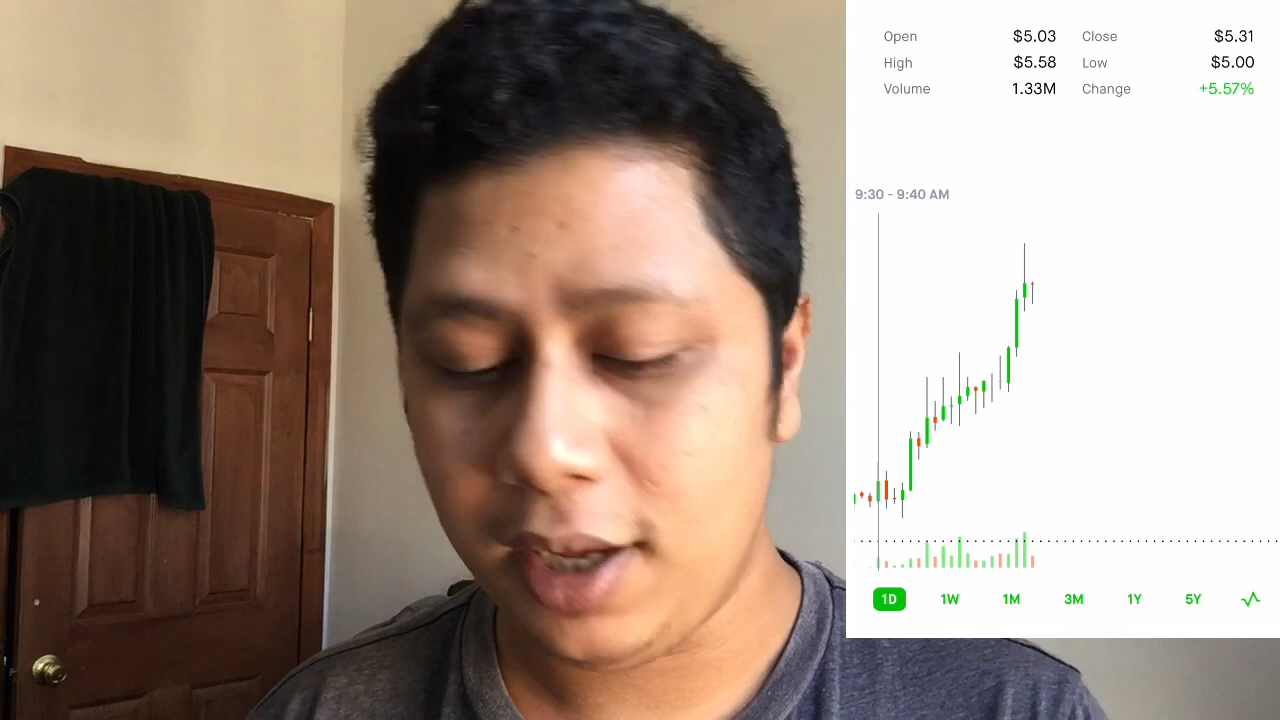 Open $5.03 Close $5.31
High $5.58 Low $5.00
Volume 1.33M Change +5.57%
9:30 - 9:40 AM
1D 1W 1M 3M 1Y 5Y